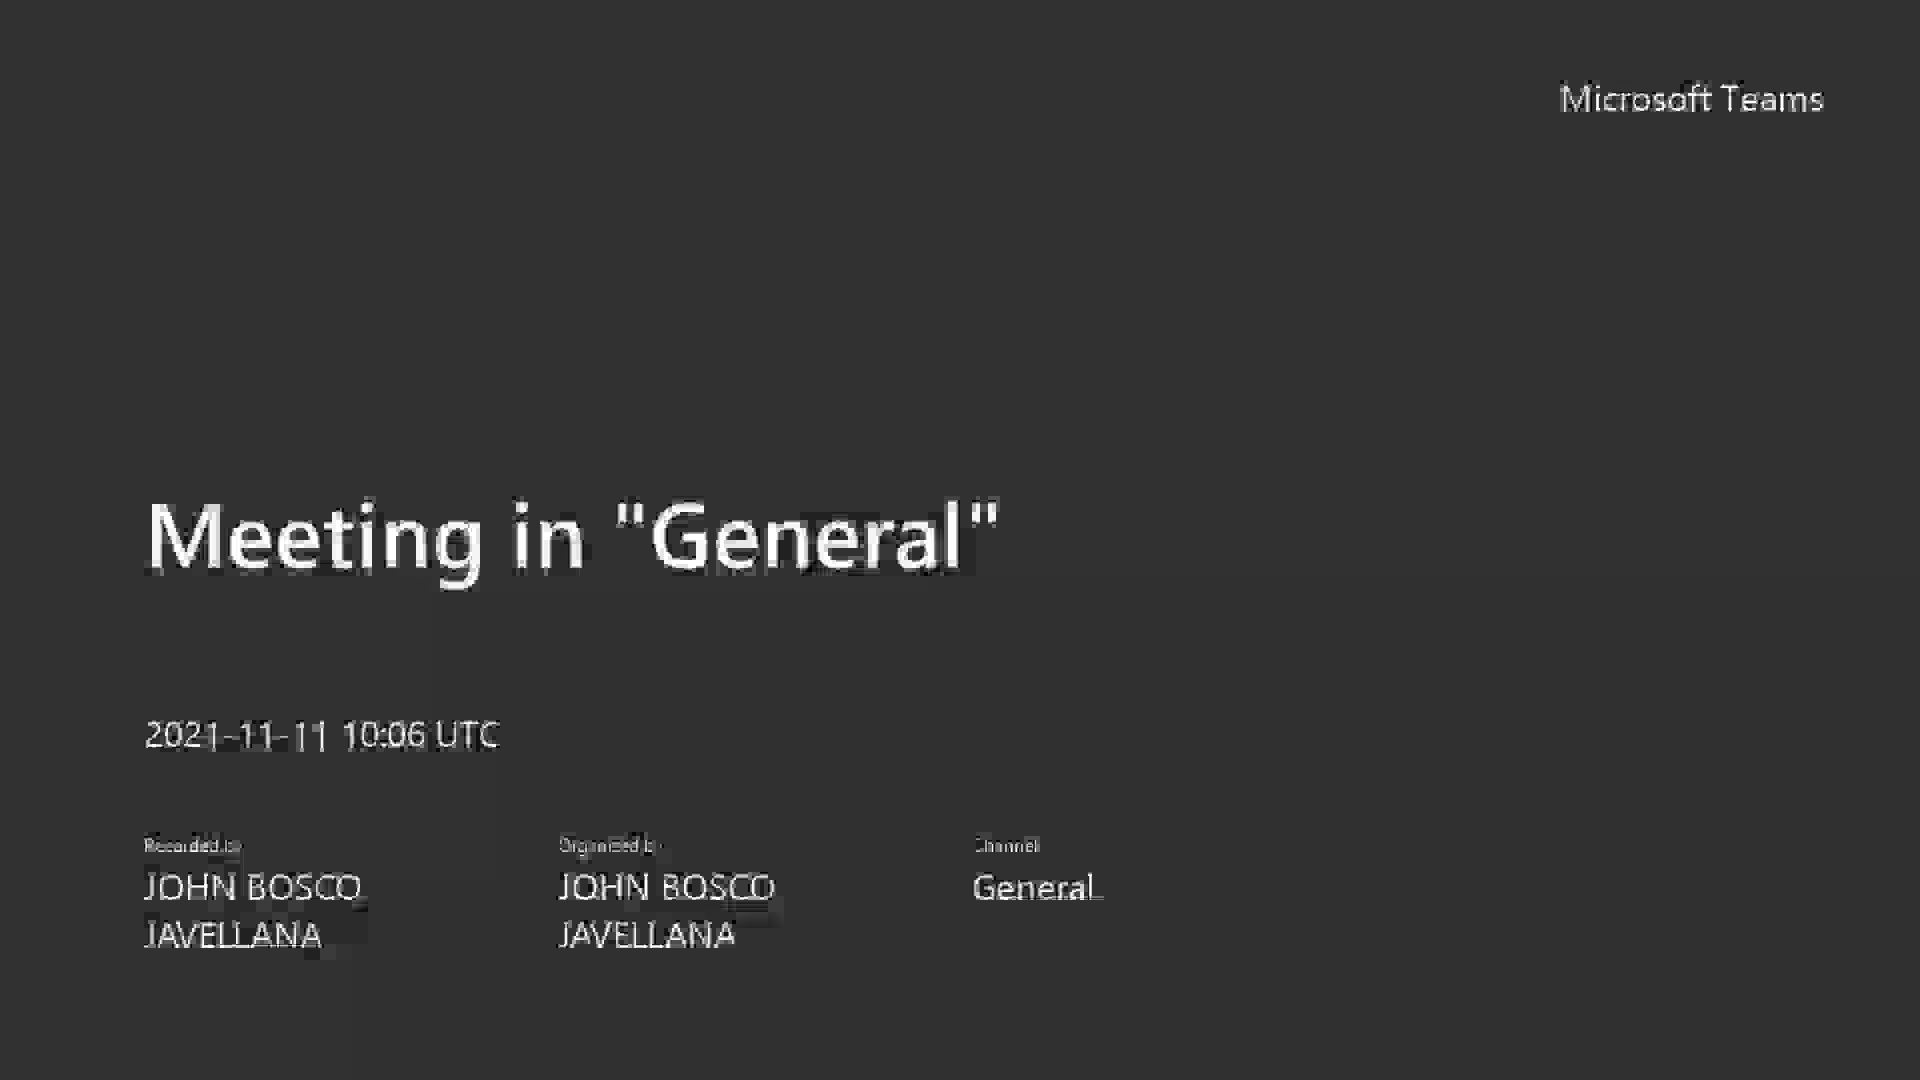 Microsoft Teams
Meeting in "General"
2021-11-11 10:06 UTC
Recorded by
JOHN BOSCO
JAVELLANA
Organized by
JOHN BOSCO
JAVELLANA
Channel
General